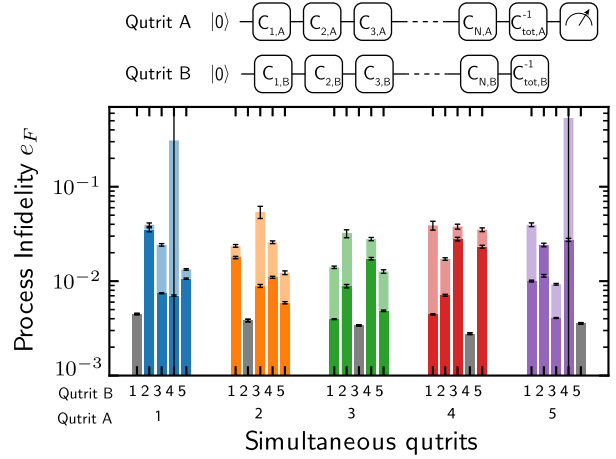 Qutrit A |0⟩ C1,A C2,A C3,A CN,A C-1tot,A
Qutrit B |0⟩ C1,B C2,B C3,B CN,B C-1tot,B
Process Infidelity eF
10−1
10−2
10−3
Qutrit B 1 2 3 4 5 1 2 3 4 5 1 2 3 4 5 1 2 3 4 5 1 2 3 4 5
Qutrit A 1 2 3 4 5
Simultaneous qutrits